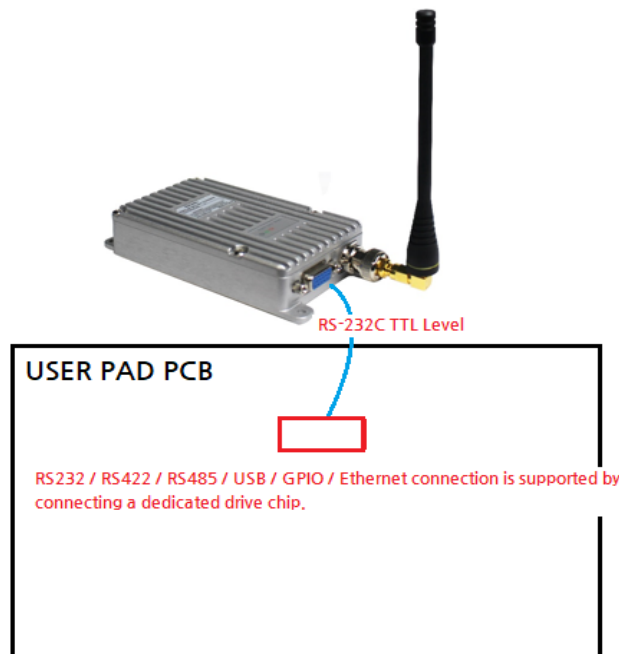 RS-232C TTL Level
USER PAD PCB
RS232 / RS422 / RS485 / USB / GPIO / Ethernet connection is supported by
connecting a dedicated drive chip.